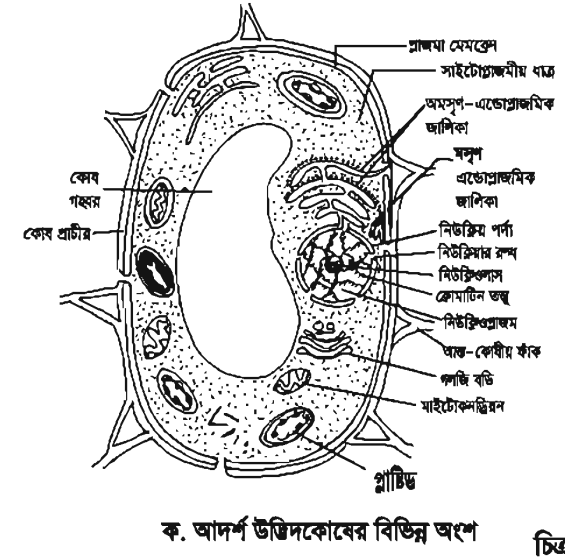 প্লাজমা মেমব্রেন
সাইটোপ্লাজমীয় ধাত্র
অমসৃণ-এন্ডোপ্লাজমিক
জালিকা
মসৃণ
এন্ডোপ্লাজমিক
জালিকা
কোষ
গহ্বর
কোষ প্রাচীর
নিউক্লিয় পর্দা
নিউক্লিয়ার রন্ধ্র
নিউক্লিওলাস
ক্রোমাটিন তন্তু
নিউক্লিওপ্লাজম
আন্ত-কোষীয় ফাঁক
গলজি বডি
মাইটোকনড্রিয়ন
প্লাষ্টিড
ক. আদর্শ উদ্ভিদকোষের বিভিন্ন অংশ
চিত্র